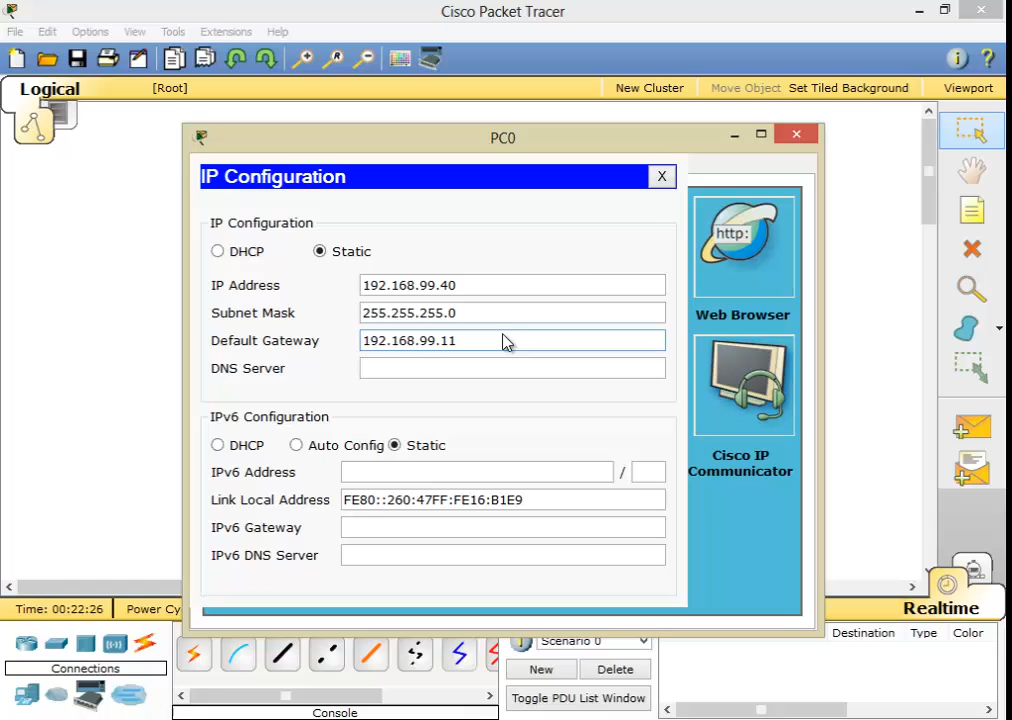 Cisco Packet Tracer
File Edit Options View Tools Extensions Help
Logical [Root] New Cluster Move Object Set Tiled Background Viewport
PC0
IP Configuration X
IP Configuration
DHCP Static
IP Address 192.168.99.40
Subnet Mask 255.255.255.0
Default Gateway 192.168.99.11
DNS Server
http:
Web Browser
IPv6 Configuration
DHCP Auto Config Static
IPv6 Address /
Link Local Address FE80::260:47FF:FE16:B1E9
IPv6 Gateway
IPv6 DNS Server
Cisco IP
Communicator
Time: 00:22:26 Power Cy Realtime
Scenario 0 Destination Type Color
Connections
New Delete
Toggle PDU List Window
Console